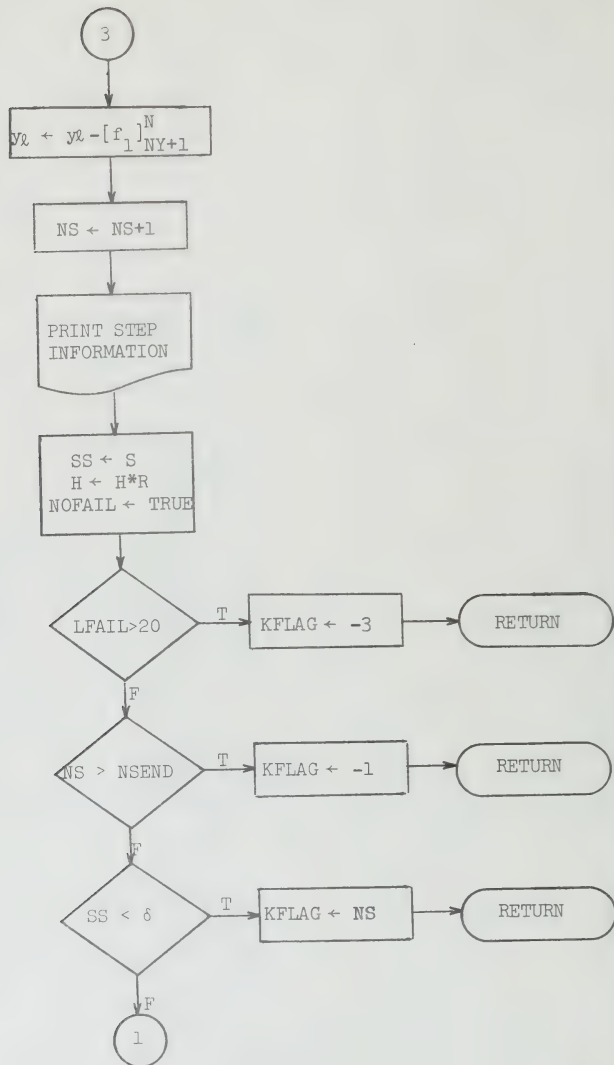 3
yℓ ← yℓ-[f₁]ᴺ NY+1
NS ← NS+1
PRINT STEP
INFORMATION
SS ← S
H ← H*R
NOFAIL ← TRUE
LFAIL>20
T
KFLAG ← -3
RETURN
F
NS > NSEND
T
KFLAG ← -1
RETURN
F
SS < δ
T
KFLAG ← NS
RETURN
F
1